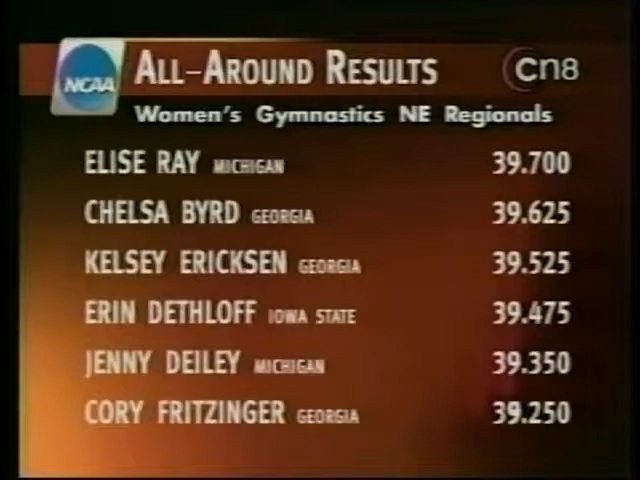 NCAA
ALL-AROUND RESULTS
CN8
Women's Gymnastics NE Regionals
ELISE RAY MICHIGAN 39.700
CHELSA BYRD GEORGIA 39.625
KELSEY ERICKSEN GEORGIA 39.525
ERIN DETHLOFF IOWA STATE 39.475
JENNY DEILEY MICHIGAN 39.350
CORY FRITZINGER GEORGIA 39.250